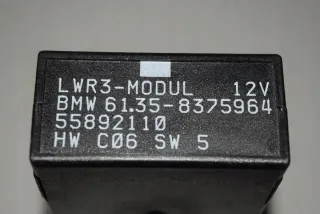 LWR3-MODUL 12V
BMW 61.35-8375964
55892110
HW C06 SW 5